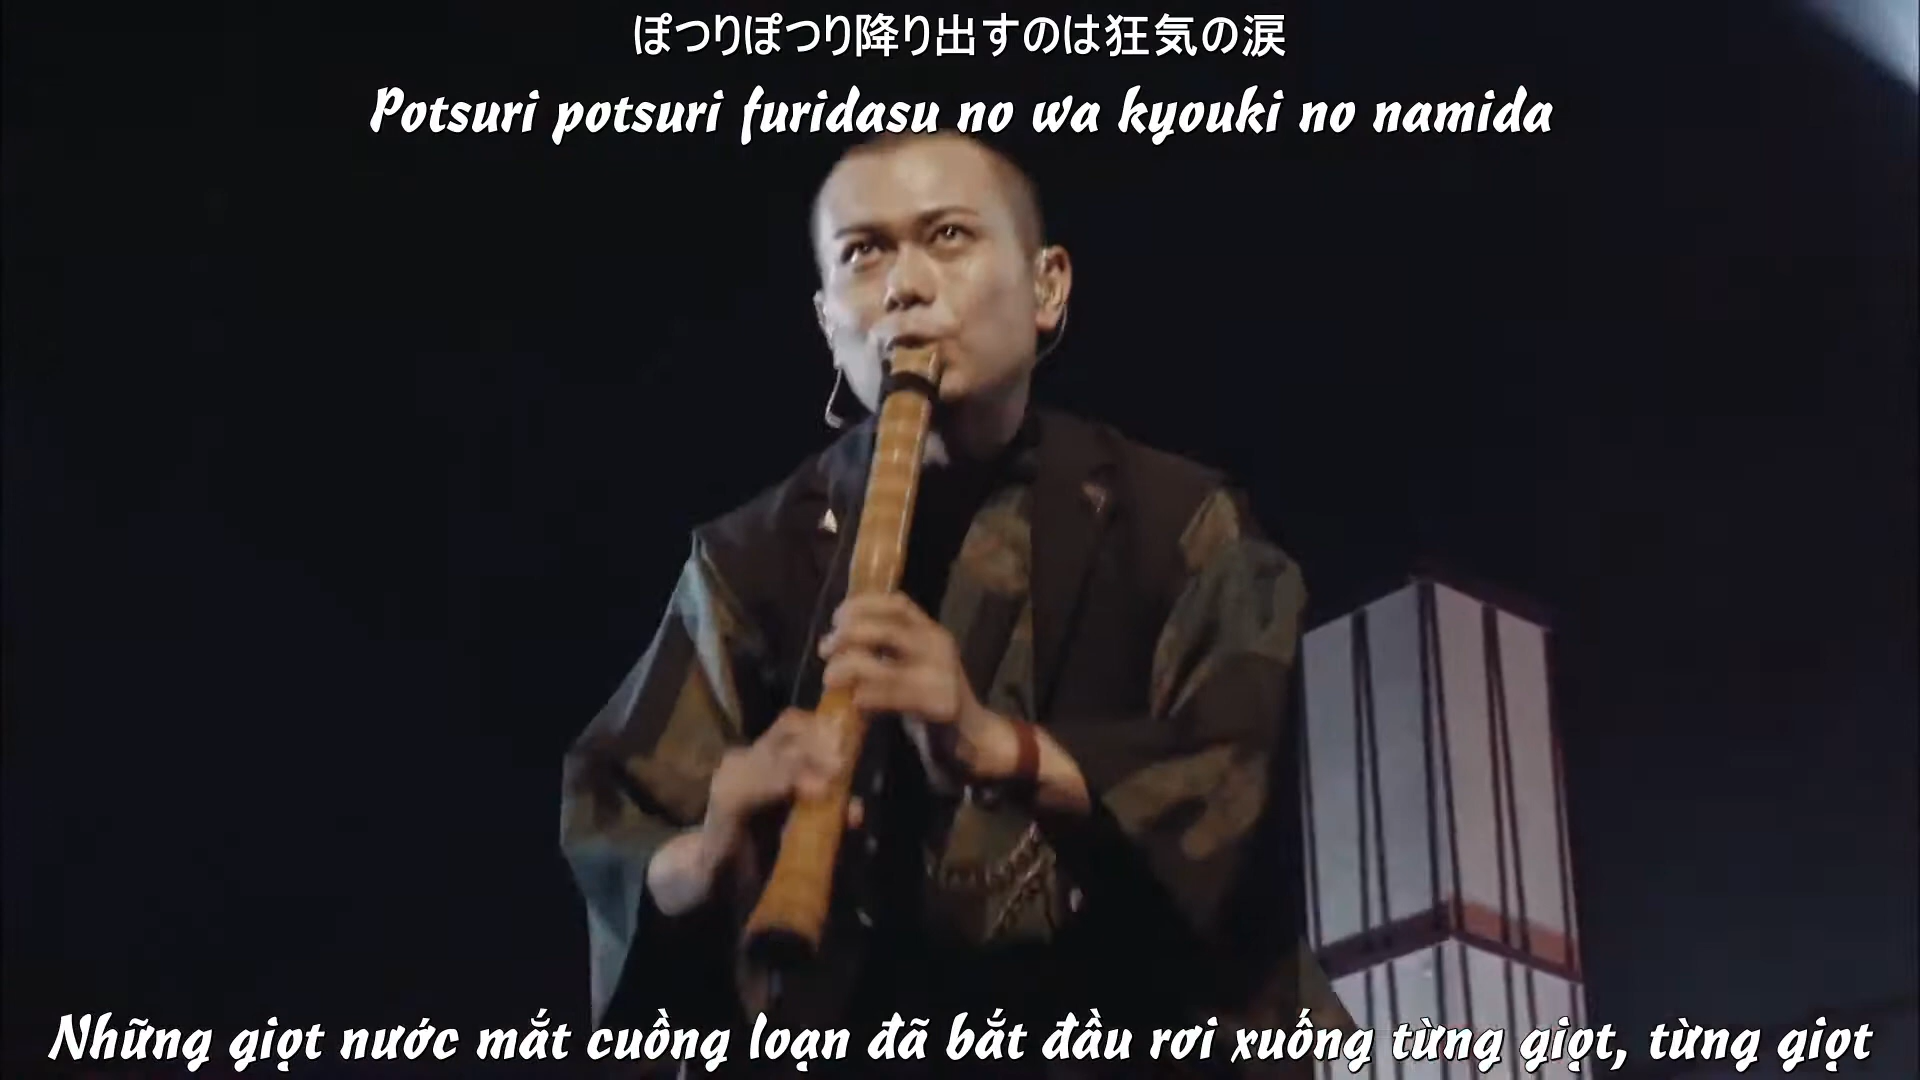 ぽつりぽつり降り出すのは狂気の涙
Potsuri potsuri furidasu no wa kyouki no namida
Những giọt nước mắt cuồng loạn đã bắt đầu rơi xuống từng giọt, từng giọt